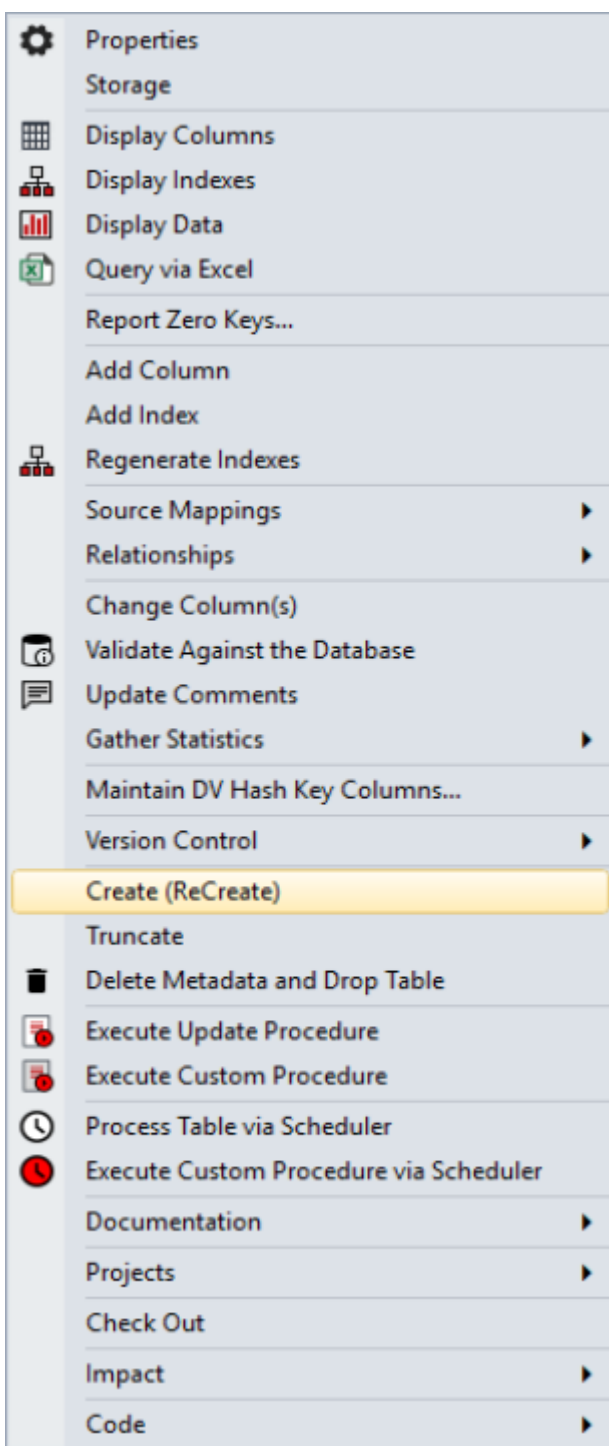 Properties
Storage
Display Columns
Display Indexes
Display Data
Query via Excel
Report Zero Keys...
Add Column
Add Index
Regenerate Indexes
Source Mappings
Relationships
Change Column(s)
Validate Against the Database
Update Comments
Gather Statistics
Maintain DV Hash Key Columns...
Version Control
Create (ReCreate)
Truncate
Delete Metadata and Drop Table
Execute Update Procedure
Execute Custom Procedure
Process Table via Scheduler
Execute Custom Procedure via Scheduler
Documentation
Projects
Check Out
Impact
Code